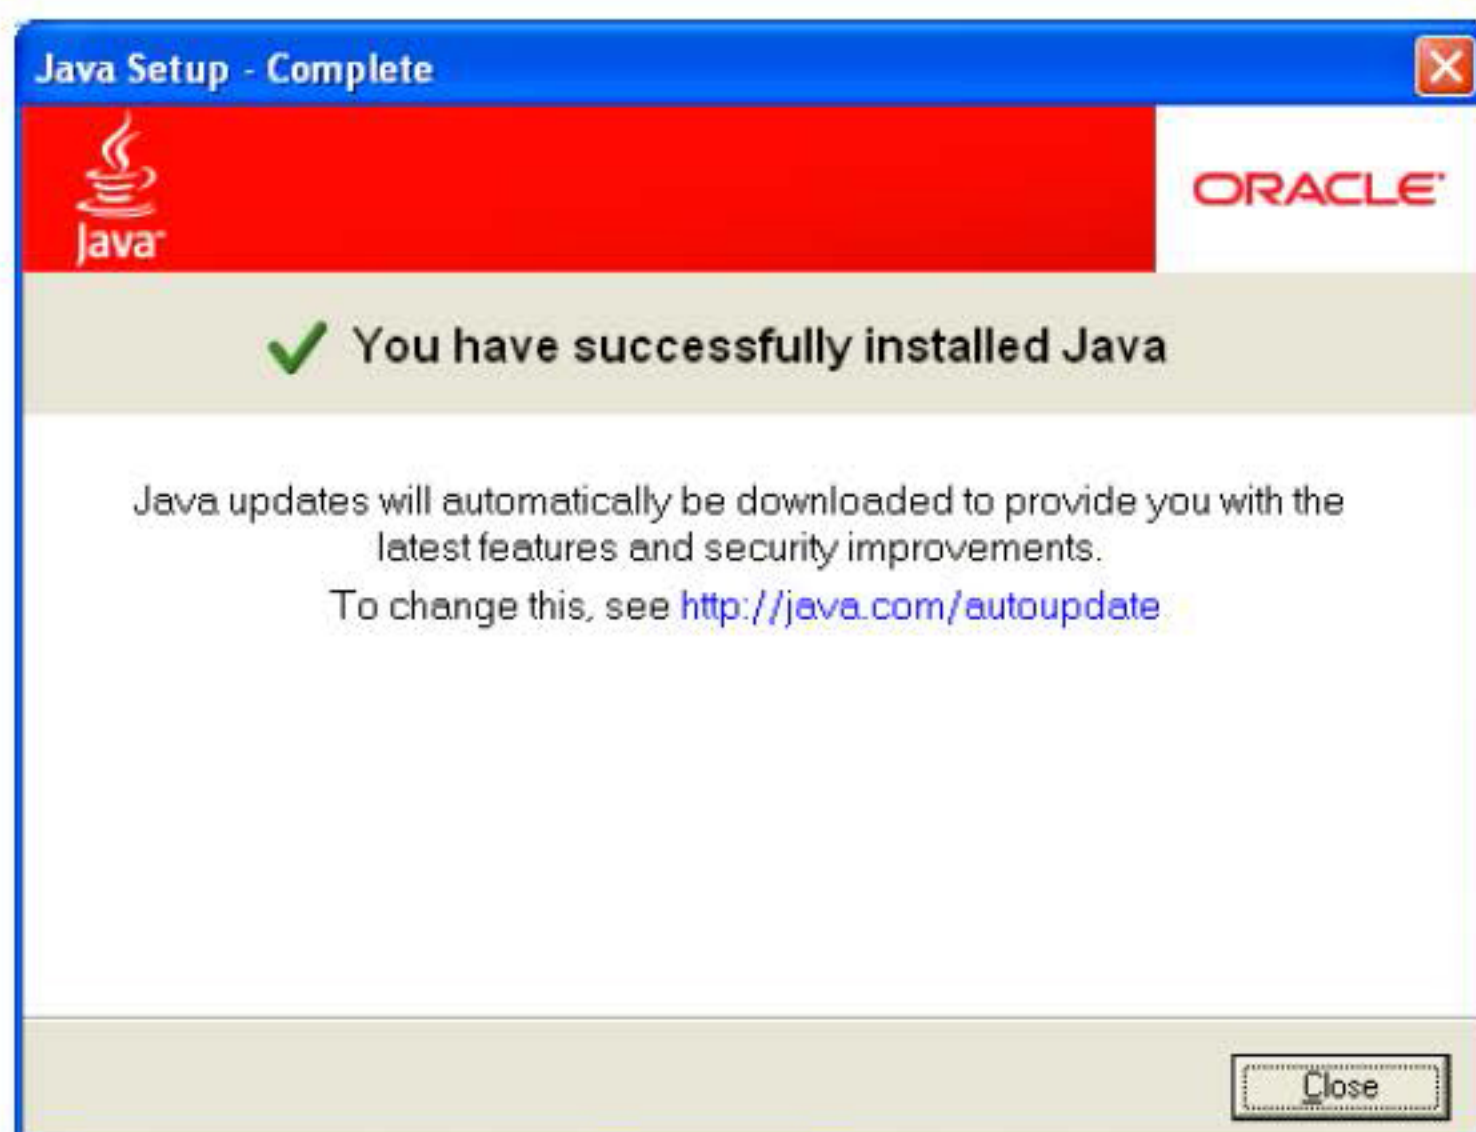 Java Setup - Complete
Java™
ORACLE®
You have successfully installed Java
Java updates will automatically be downloaded to provide you with the
latest features and security improvements.
To change this, see http://java.com/autoupdate
Close